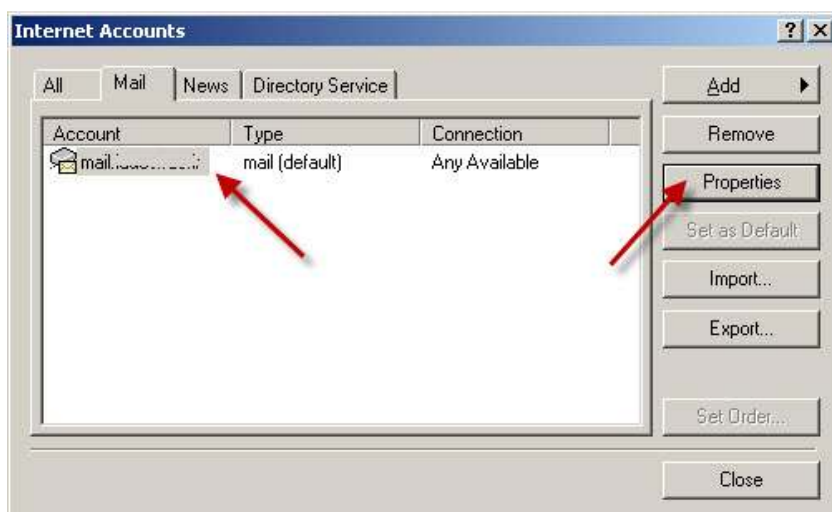 Internet Accounts
All Mail News Directory Service
Add
Account Type Connection
Remove
mail. mail (default) Any Available
Properties
Set as Default
Import...
Export...
Set Order...
Close